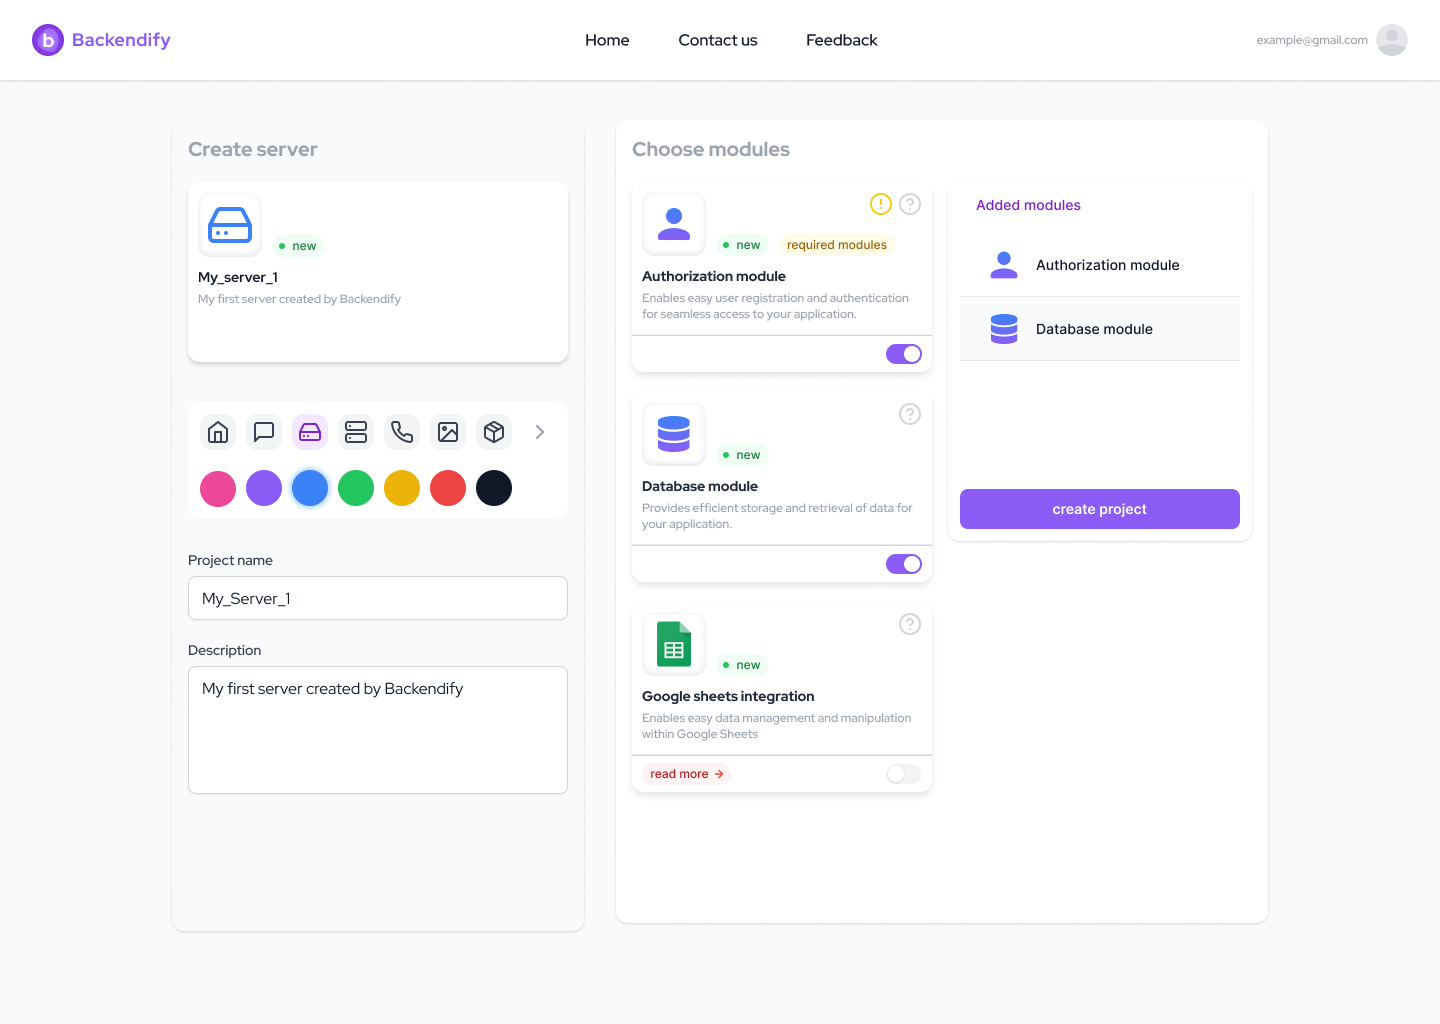 b Backendify
Home
Contact us
Feedback
example@gmail.com
Create server
new
My_server_1
My first server created by Backendify
Project name
My_Server_1
Description
My first server created by Backendify
Choose modules
new
required modules
Authorization module
Enables easy user registration and authentication
for seamless access to your application.
new
Database module
Provides efficient storage and retrieval of data for
your application.
new
Google sheets integration
Enables easy data management and manipulation
within Google Sheets
read more →
Added modules
Authorization module
Database module
create project